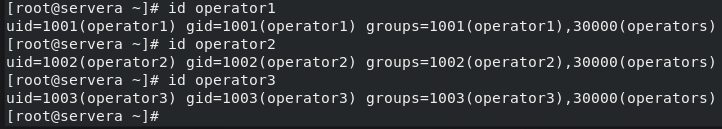 [root@servera ~]# id operator1
uid=1001(operator1) gid=1001(operator1) groups=1001(operator1),30000(operators)
[root@servera ~]# id operator2
uid=1002(operator2) gid=1002(operator2) groups=1002(operator2),30000(operators)
[root@servera ~]# id operator3
uid=1003(operator3) gid=1003(operator3) groups=1003(operator3),30000(operators)
[root@servera ~]#